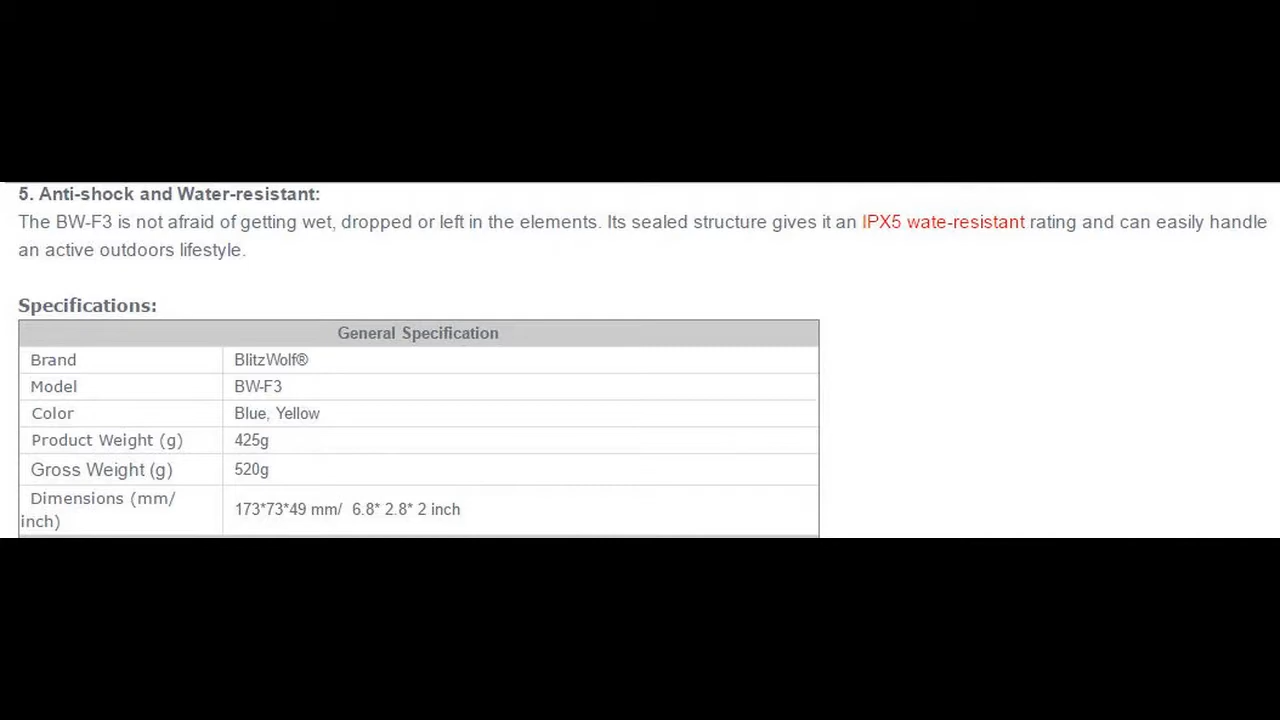 5. Anti-shock and Water-resistant:
The BW-F3 is not afraid of getting wet, dropped or left in the elements. Its sealed structure gives it an IPX5 wate-resistant rating and can easily handle
an active outdoors lifestyle.
Specifications:
General Specification
Brand BlitzWolf®
Model BW-F3
Color Blue, Yellow
Product Weight (g) 425g
Gross Weight (g) 520g
Dimensions (mm/
inch) 173*73*49 mm/ 6.8* 2.8* 2 inch